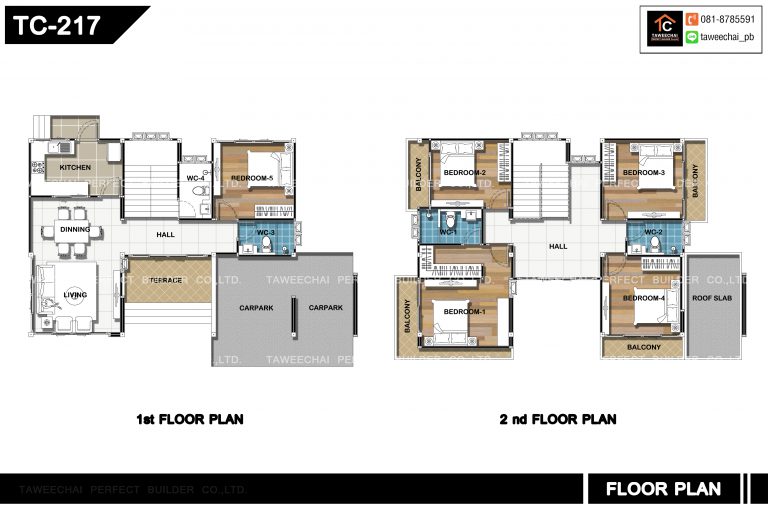 TC-217
TC
TAWEECHAI
081-8785591
taweechai_pb
KITCHEN
WC-4
BEDROOM-5
DINNING
HALL
WC-3
TERRACE
LIVING
CARPARK
CARPARK
TAWEECHAI PERFECT BUILDER CO.,LTD.
1st FLOOR PLAN
BALCONY
BEDROOM-2
BEDROOM-3
BALCONY
WC-1
WC-2
HALL
BEDROOM-1
BEDROOM-4
ROOF SLAB
BALCONY
BALCONY
2 nd FLOOR PLAN
TAWEECHAI PERFECT BUILDER CO.,LTD.
FLOOR PLAN